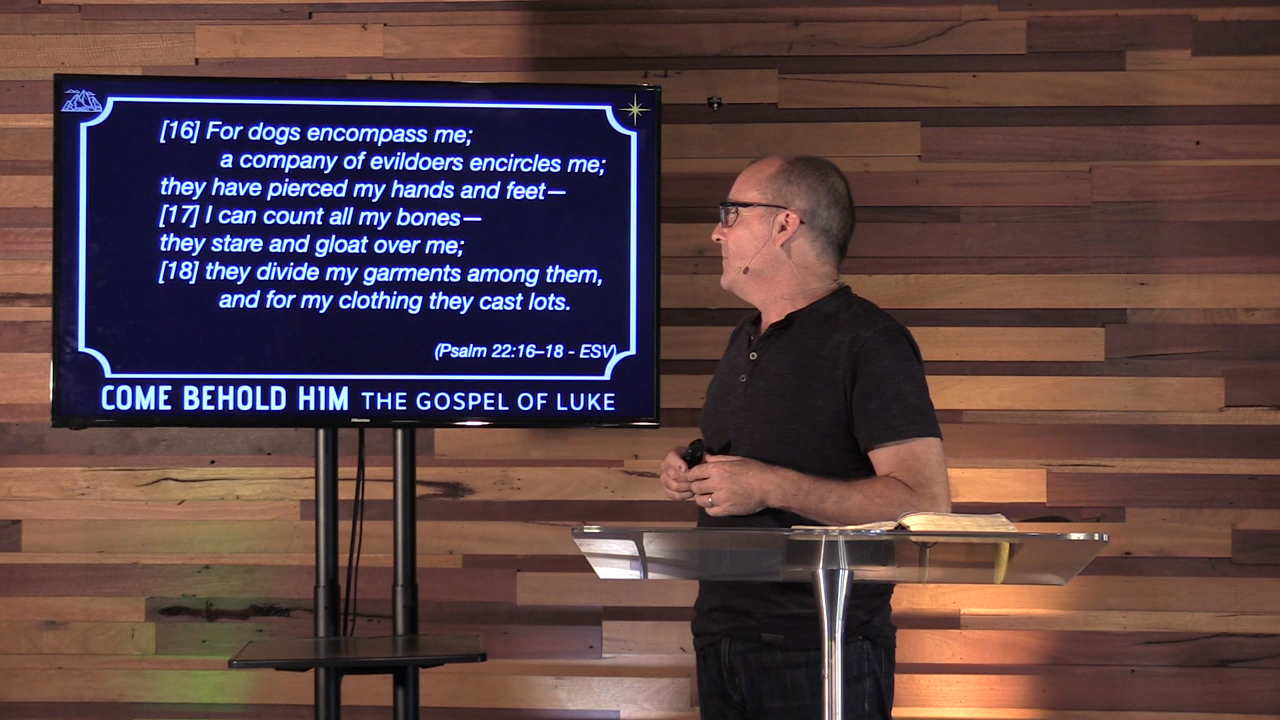 [16] For dogs encompass me;
a company of evildoers encircles me;
they have pierced my hands and feet—
[17] I can count all my bones—
they stare and gloat over me;
[18] they divide my garments among them,
and for my clothing they cast lots.
(Psalm 22:16–18 - ESV)
COME BEHOLD H1M THE GOSPEL OF LUKE
Hisense